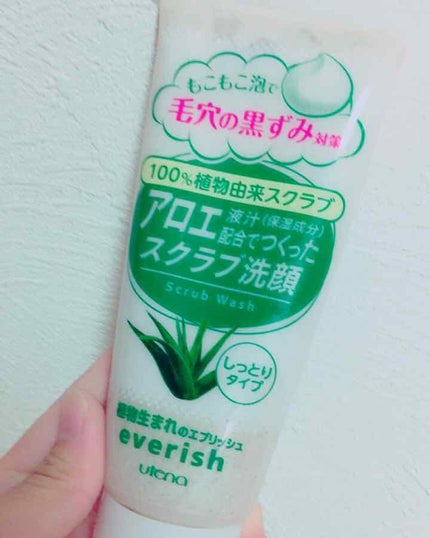 もこもこ泡で
毛穴の黒ずみ対策
100%植物由来スクラブ
アロエ液汁(保湿成分)
配合でつくった
スクラブ洗顔
Scrub Wash
しっとり
タイプ
植物生まれのエブリッシュ
everish
utena